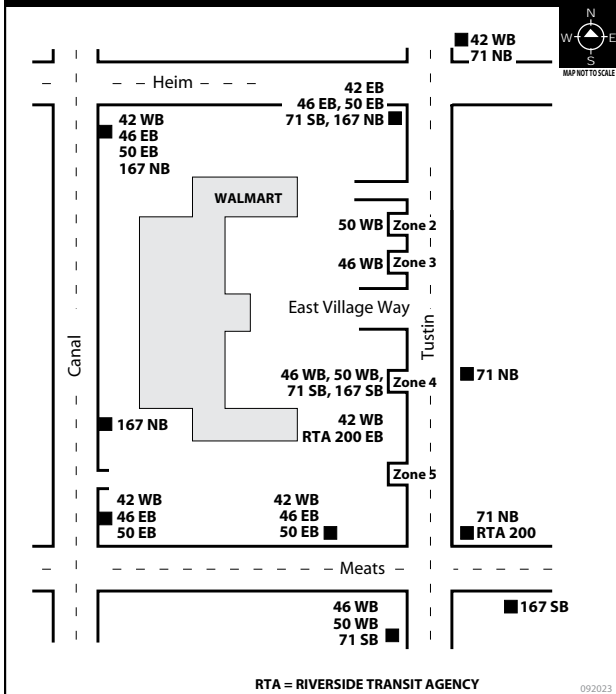 N
W E
S
MAP NOT TO SCALE
42 WB
71 NB
Heim
42 EB
46 EB, 50 EB
71 SB, 167 NB
42 WB
46 EB
50 EB
167 NB
WALMART
50 WB Zone 2
46 WB Zone 3
East Village Way
Canal
Tustin
46 WB, 50 WB,
71 SB, 167 SB
Zone 4
71 NB
167 NB
42 WB
RTA 200 EB
Zone 5
42 WB
46 EB
50 EB
42 WB
46 EB
50 EB
71 NB
RTA 200
Meats
46 WB
50 WB
71 SB
167 SB
RTA = RIVERSIDE TRANSIT AGENCY
092023